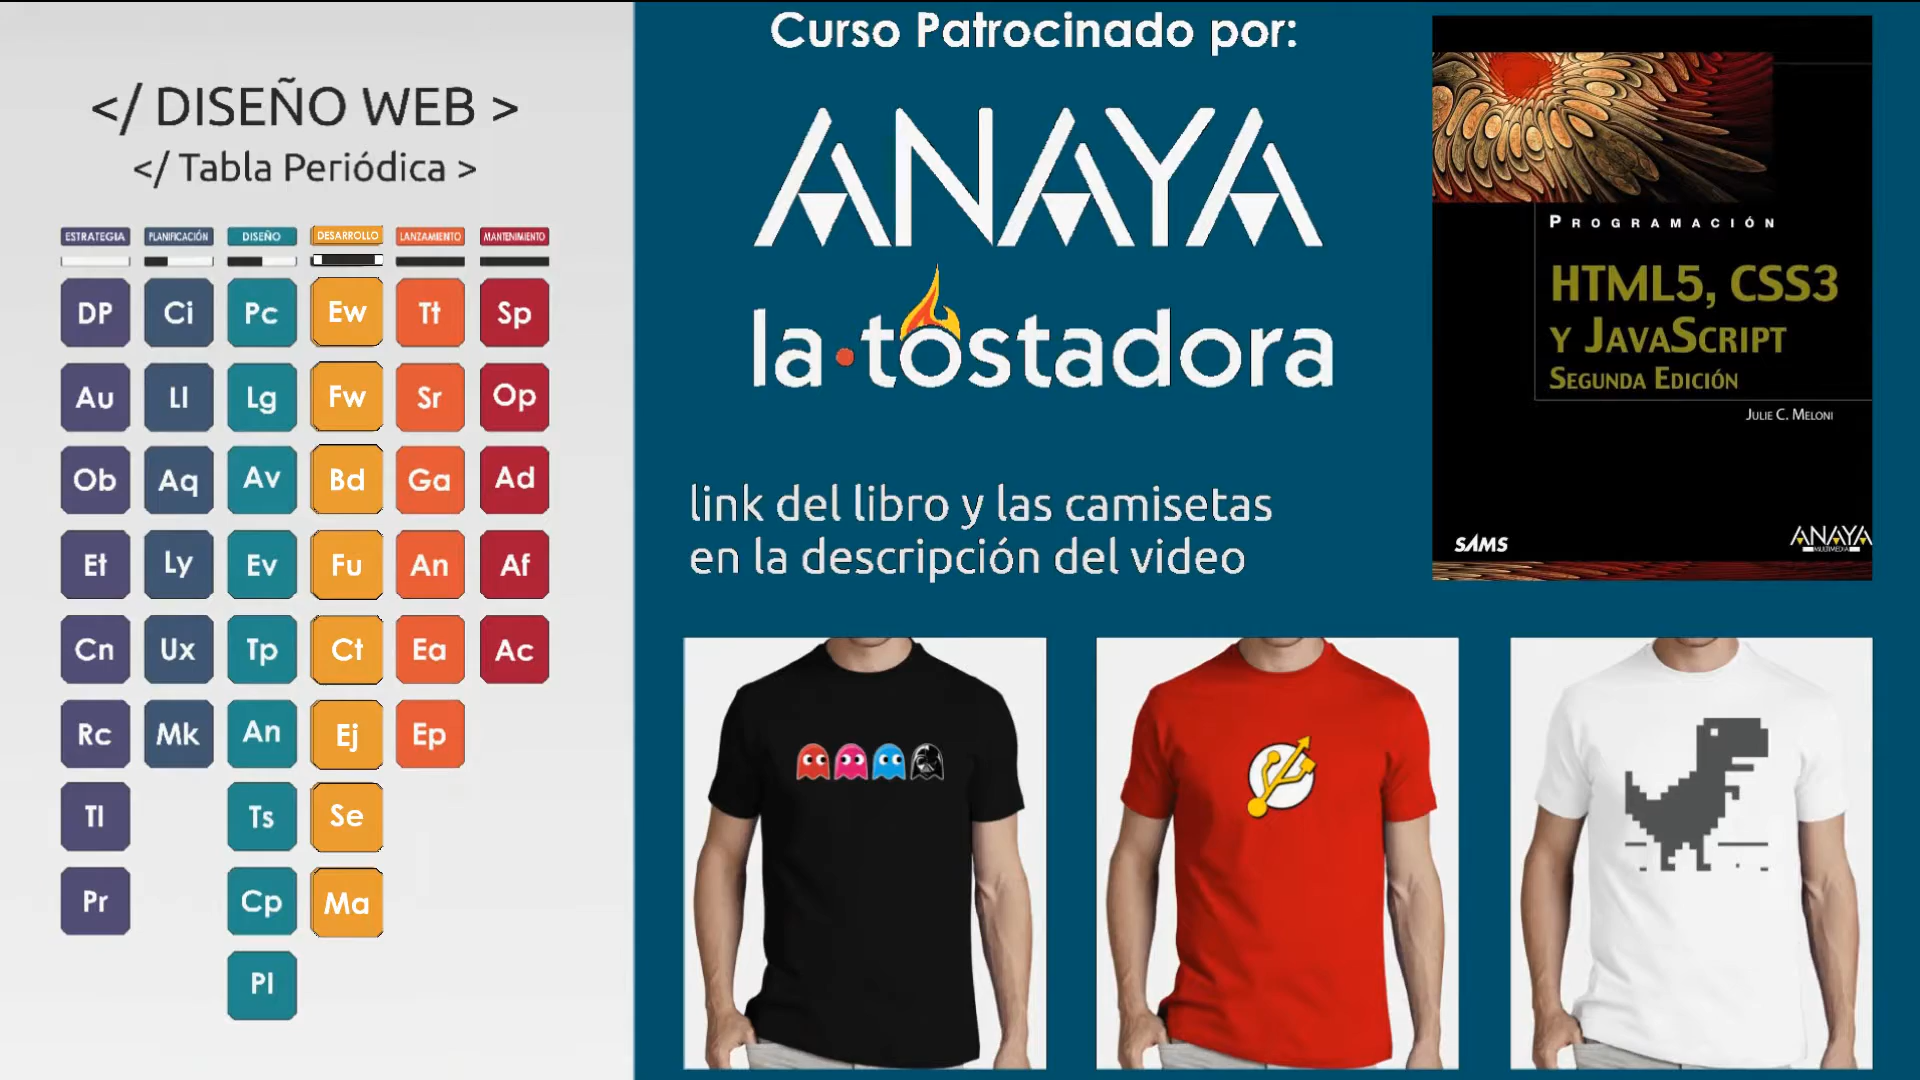 </ DISEÑO WEB >
</ Tabla Periódica >
ESTRATEGIA PLANIFICACIÓN DISEÑO DESARROLLO LANZAMIENTO MANTENIMIENTO
DP Ci Pc Ew Tt Sp
Au Ll Lg Fw Sr Op
Ob Aq Av Bd Ga Ad
Et Ly Ev Fu An Af
Cn Ux Tp Ct Ea Ac
Rc Mk An Ej Ep
Tl Ts Se
Pr Cp Ma
Pl
Curso Patrocinado por:
ANAYA
la·tostadora
link del libro y las camisetas
en la descripción del video
PROGRAMACIÓN
HTML5, CSS3
Y JAVASCRIPT
SEGUNDA EDICIÓN
JULIE C. MELONI
SAMS
ANAYA
MULTIMEDIA